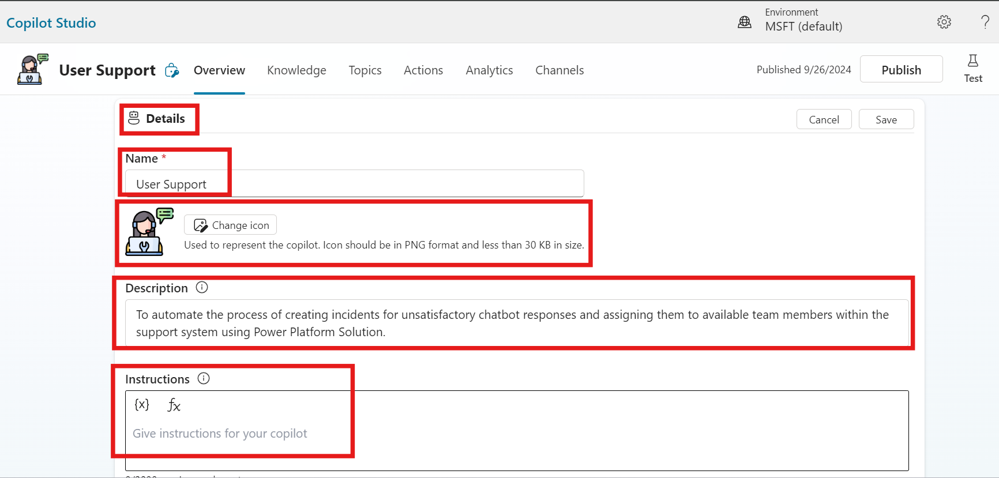 Copilot Studio
Environment
MSFT (default)
?
User Support
Overview
Knowledge
Topics
Actions
Analytics
Channels
Published 9/26/2024
Publish
Test
Details
Cancel
Save
Name *
User Support
Change icon
Used to represent the copilot. Icon should be in PNG format and less than 30 KB in size.
Description
To automate the process of creating incidents for unsatisfactory chatbot responses and assigning them to available team members within the
support system using Power Platform Solution.
Instructions
{x} fx
Give instructions for your copilot